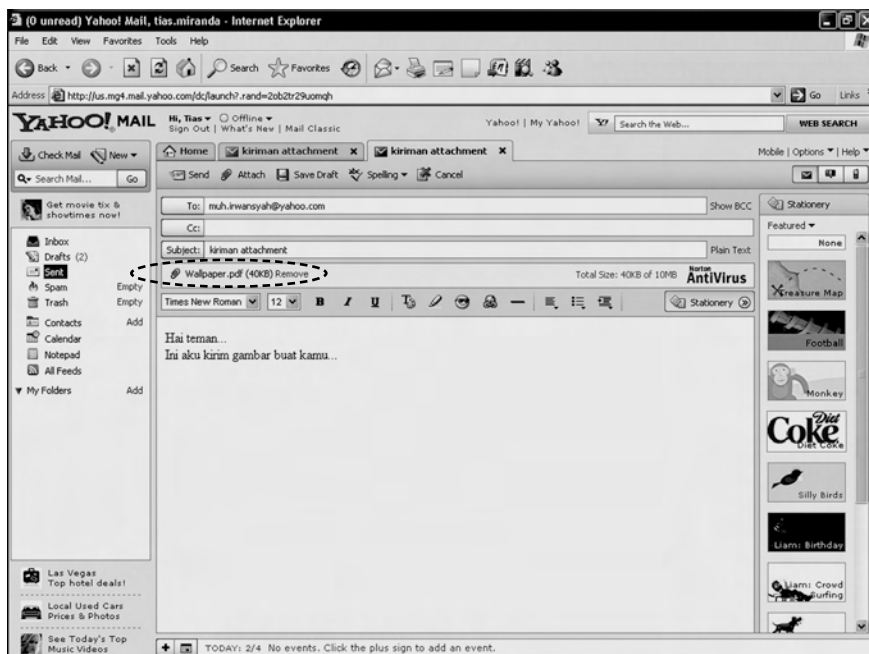 (0 unread) Yahoo! Mail, tias.miranda - Internet Explorer
File Edit View Favorites Tools Help
Back Search Favorites
Address http://us.mg4.mail.yahoo.com/dc/launch?.rand=2ob2tr29uomqh Go Links
YAHOO! MAIL Hi, Tias Offline Yahoo! | My Yahoo! Y! Search the Web... WEB SEARCH
Sign Out | What's New | Mail Classic
Check Mail New Home kiriman attachment x kiriman attachment x Mobile | Options | Help
Search Mail... Go Send Attach Save Draft Spelling Cancel
Get movie tix &
showtimes now!
Inbox
Drafts (2)
Sent
Spam Empty
Trash Empty
Contacts Add
Calendar
Notepad
All Feeds
My Folders Add
Las Vegas
Top hotel deals!
Local Used Cars
Prices & Photos
See Today's Top
Music Videos
To: muh.irwansyah@yahoo.com Show BCC
Cc:
Subject: kiriman attachment Plain Text
Wallpaper.pdf (40KB) Remove Total Size: 40KB of 10MB Norton AntiVirus
Times New Roman 12 B I U Stationery
Hai teman...
Ini aku kirim gambar buat kamu...
Stationery
Featured
None
Treasure Map
Football
Monkey
Diet
Coke
Diet Coke
Silly Birds
Liam: Birthday
Liam: Crowd
Surfing
TODAY: 2/4 No events. Click the plus sign to add an event.